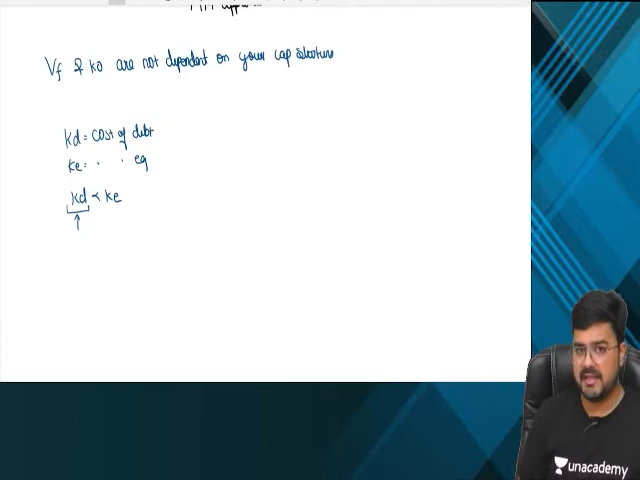 Vf & ko are not dependent on your cap structure
kd = cost of debt
ke = " " eq
kd < ke
↑
unacademy